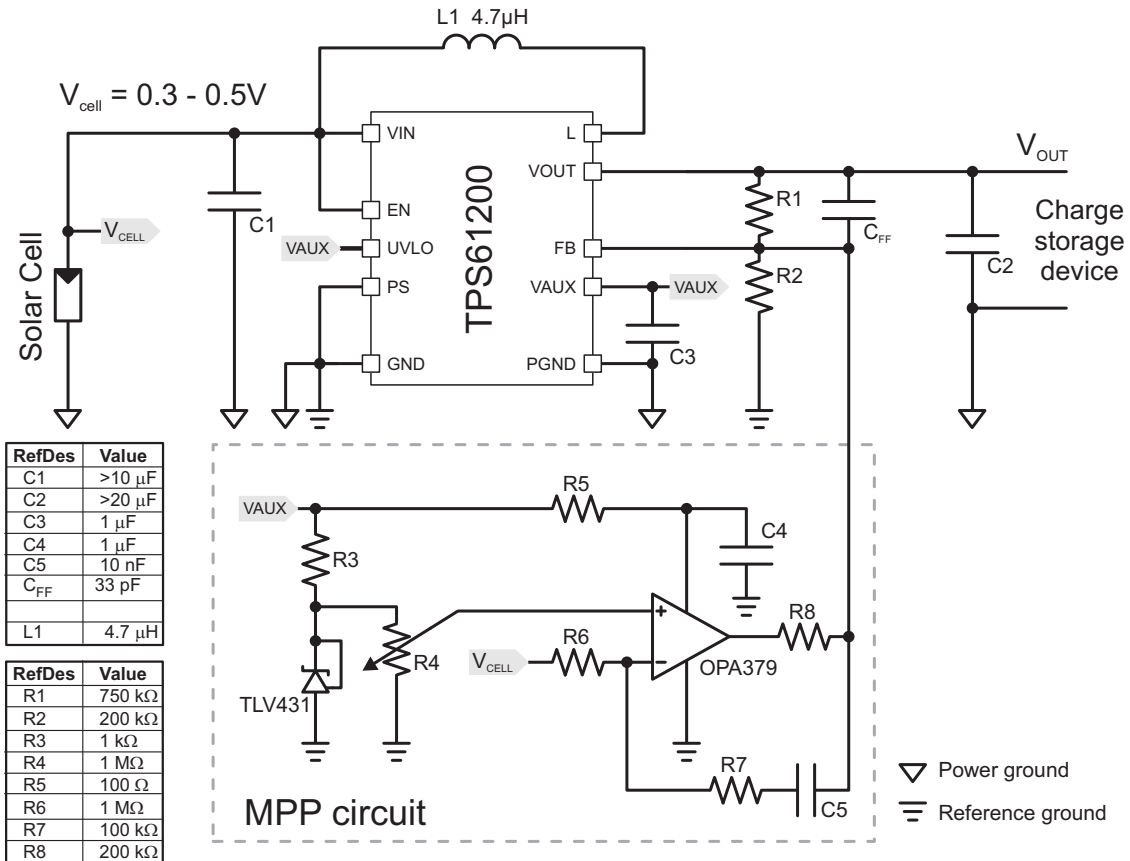 L1 4.7μH
V_cell = 0.3 - 0.5V
VIN
L
VOUT
V_OUT
EN
C1
R1
C_FF
Charge
storage
device
V_CELL
VAUX
UVLO
TPS61200
FB
C2
Solar Cell
PS
VAUX
VAUX
R2
GND
PGND
C3
RefDes Value
C1 >10 μF
C2 >20 μF
C3 1 μF
C4 1 μF
C5 10 nF
C_FF 33 pF
L1 4.7 μH
RefDes Value
R1 750 kΩ
R2 200 kΩ
R3 1 kΩ
R4 1 MΩ
R5 100 Ω
R6 1 MΩ
R7 100 kΩ
R8 200 kΩ
VAUX
R5
C4
R3
+
R8
R6
V_CELL
R4
−
OPA379
TLV431
R7
C5
MPP circuit
Power ground
Reference ground